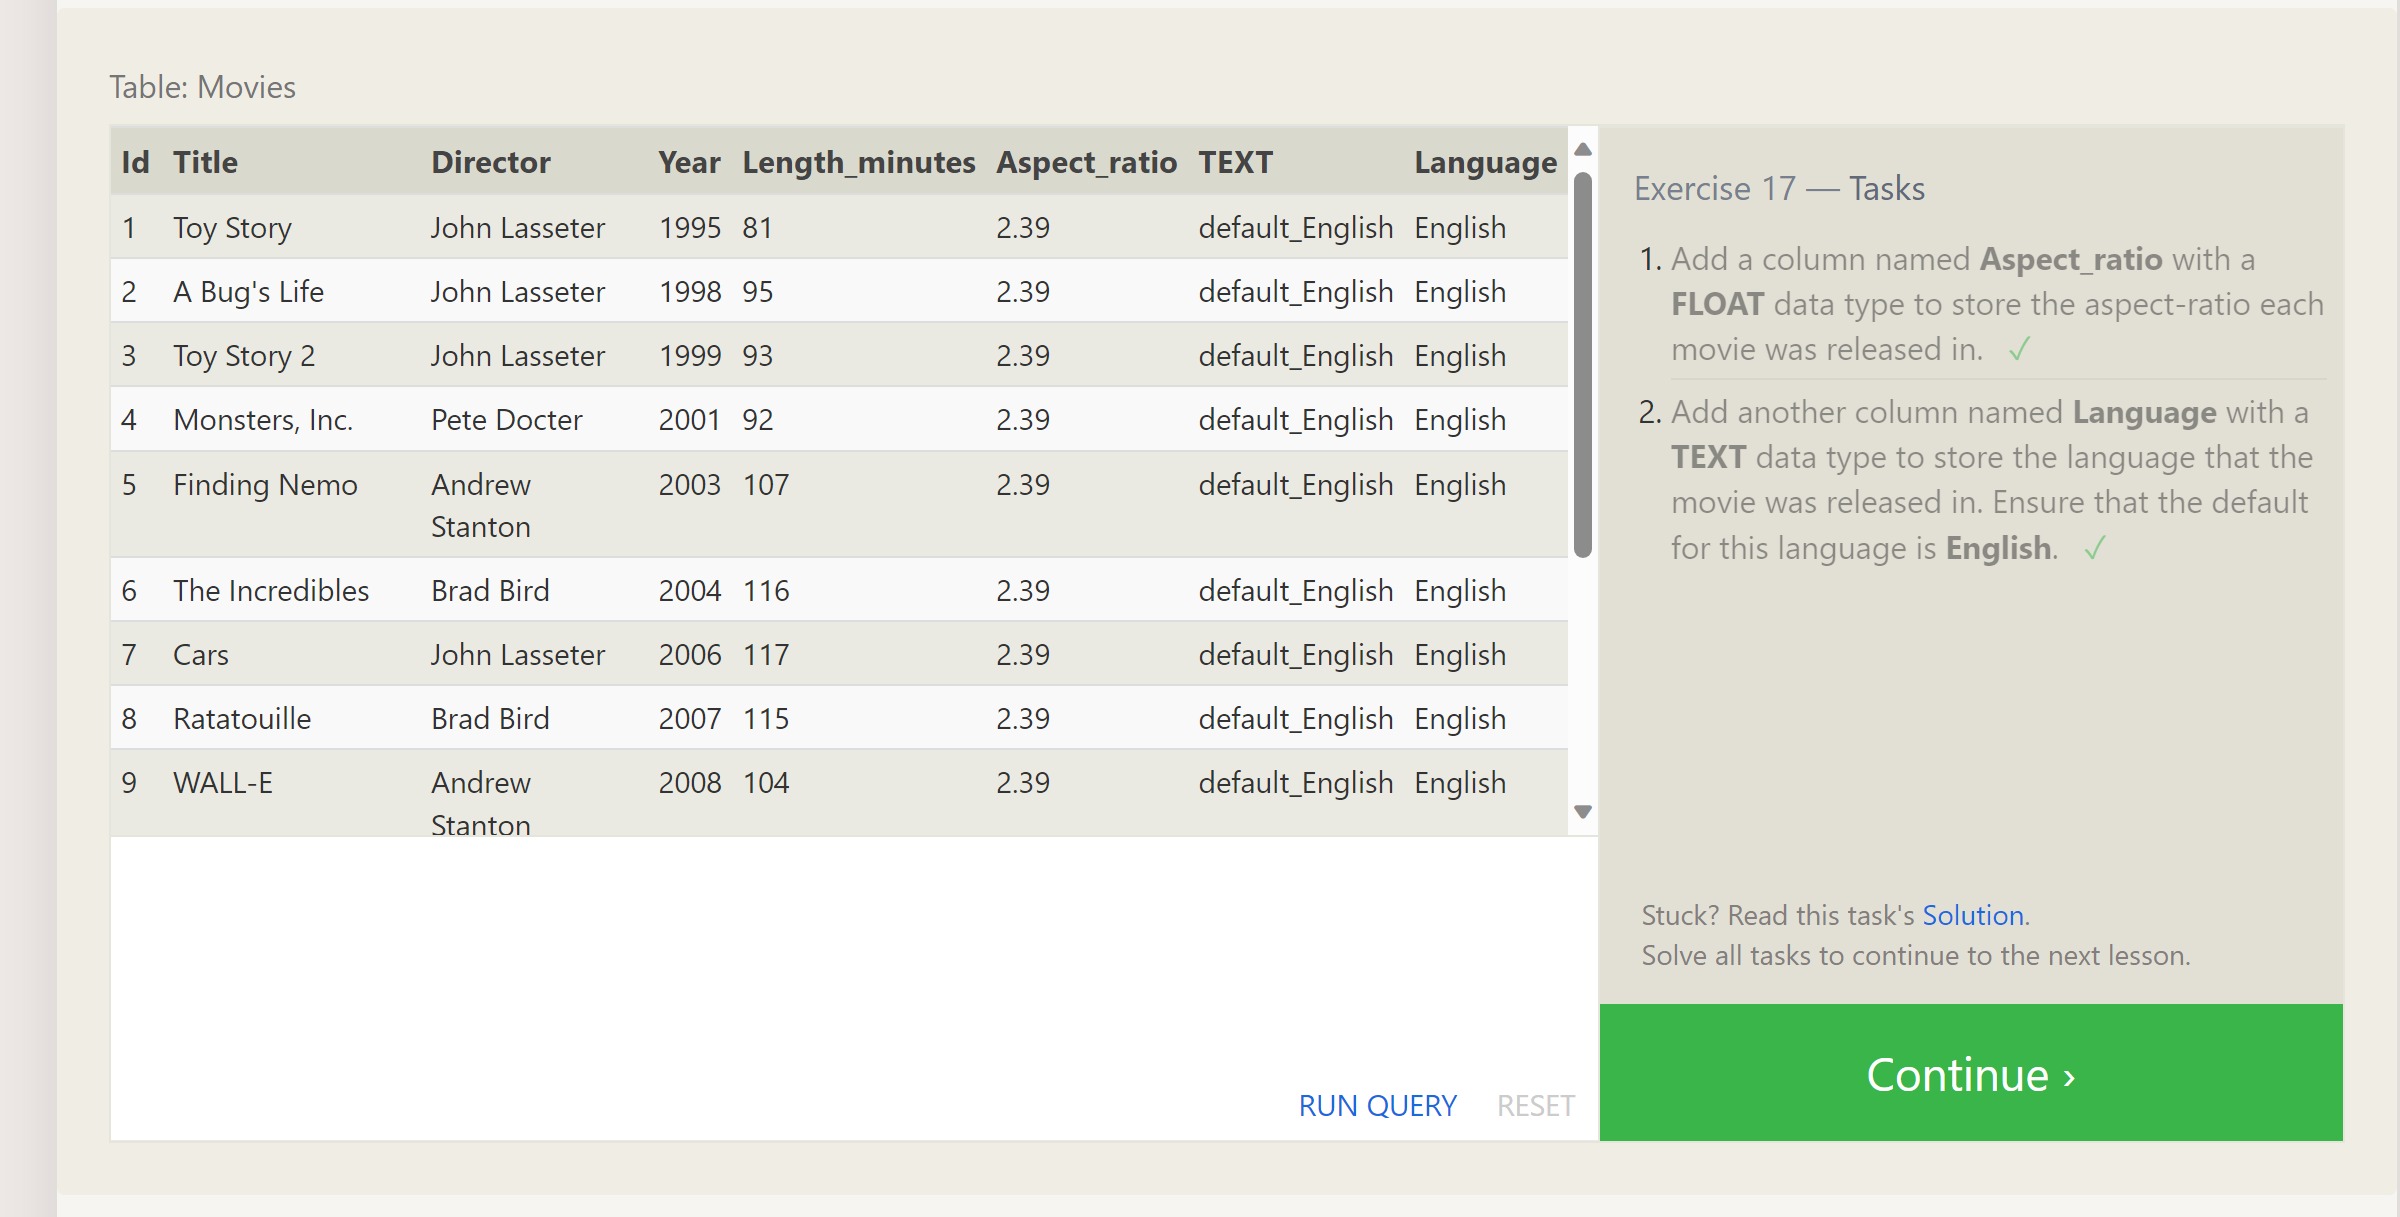 Table: Movies
Id Title Director Year Length_minutes Aspect_ratio TEXT Language
1 Toy Story John Lasseter 1995 81 2.39 default_English English
2 A Bug's Life John Lasseter 1998 95 2.39 default_English English
3 Toy Story 2 John Lasseter 1999 93 2.39 default_English English
4 Monsters, Inc. Pete Docter 2001 92 2.39 default_English English
5 Finding Nemo Andrew 2003 107 2.39 default_English English
Stanton
6 The Incredibles Brad Bird 2004 116 2.39 default_English English
7 Cars John Lasseter 2006 117 2.39 default_English English
8 Ratatouille Brad Bird 2007 115 2.39 default_English English
9 WALL-E Andrew 2008 104 2.39 default_English English
Stanton
RUN QUERY RESET
Exercise 17 — Tasks
1. Add a column named Aspect_ratio with a
FLOAT data type to store the aspect-ratio each
movie was released in. ✓
2. Add another column named Language with a
TEXT data type to store the language that the
movie was released in. Ensure that the default
for this language is English. ✓
Stuck? Read this task's Solution.
Solve all tasks to continue to the next lesson.
Continue ›